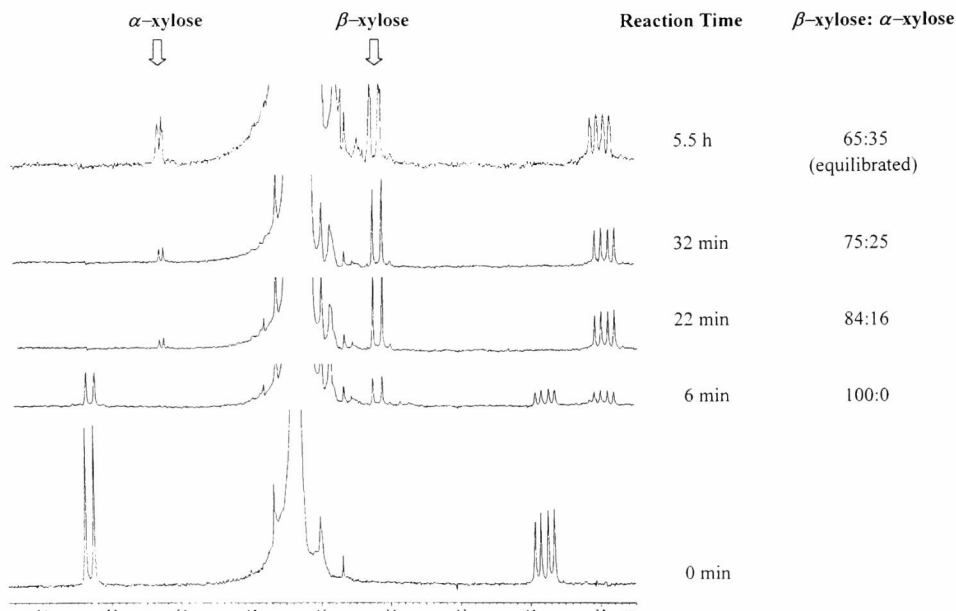 α-xylose β-xylose Reaction Time β-xylose: α-xylose
5.5 h 65:35
(equilibrated)
32 min 75:25
22 min 84:16
6 min 100:0
0 min